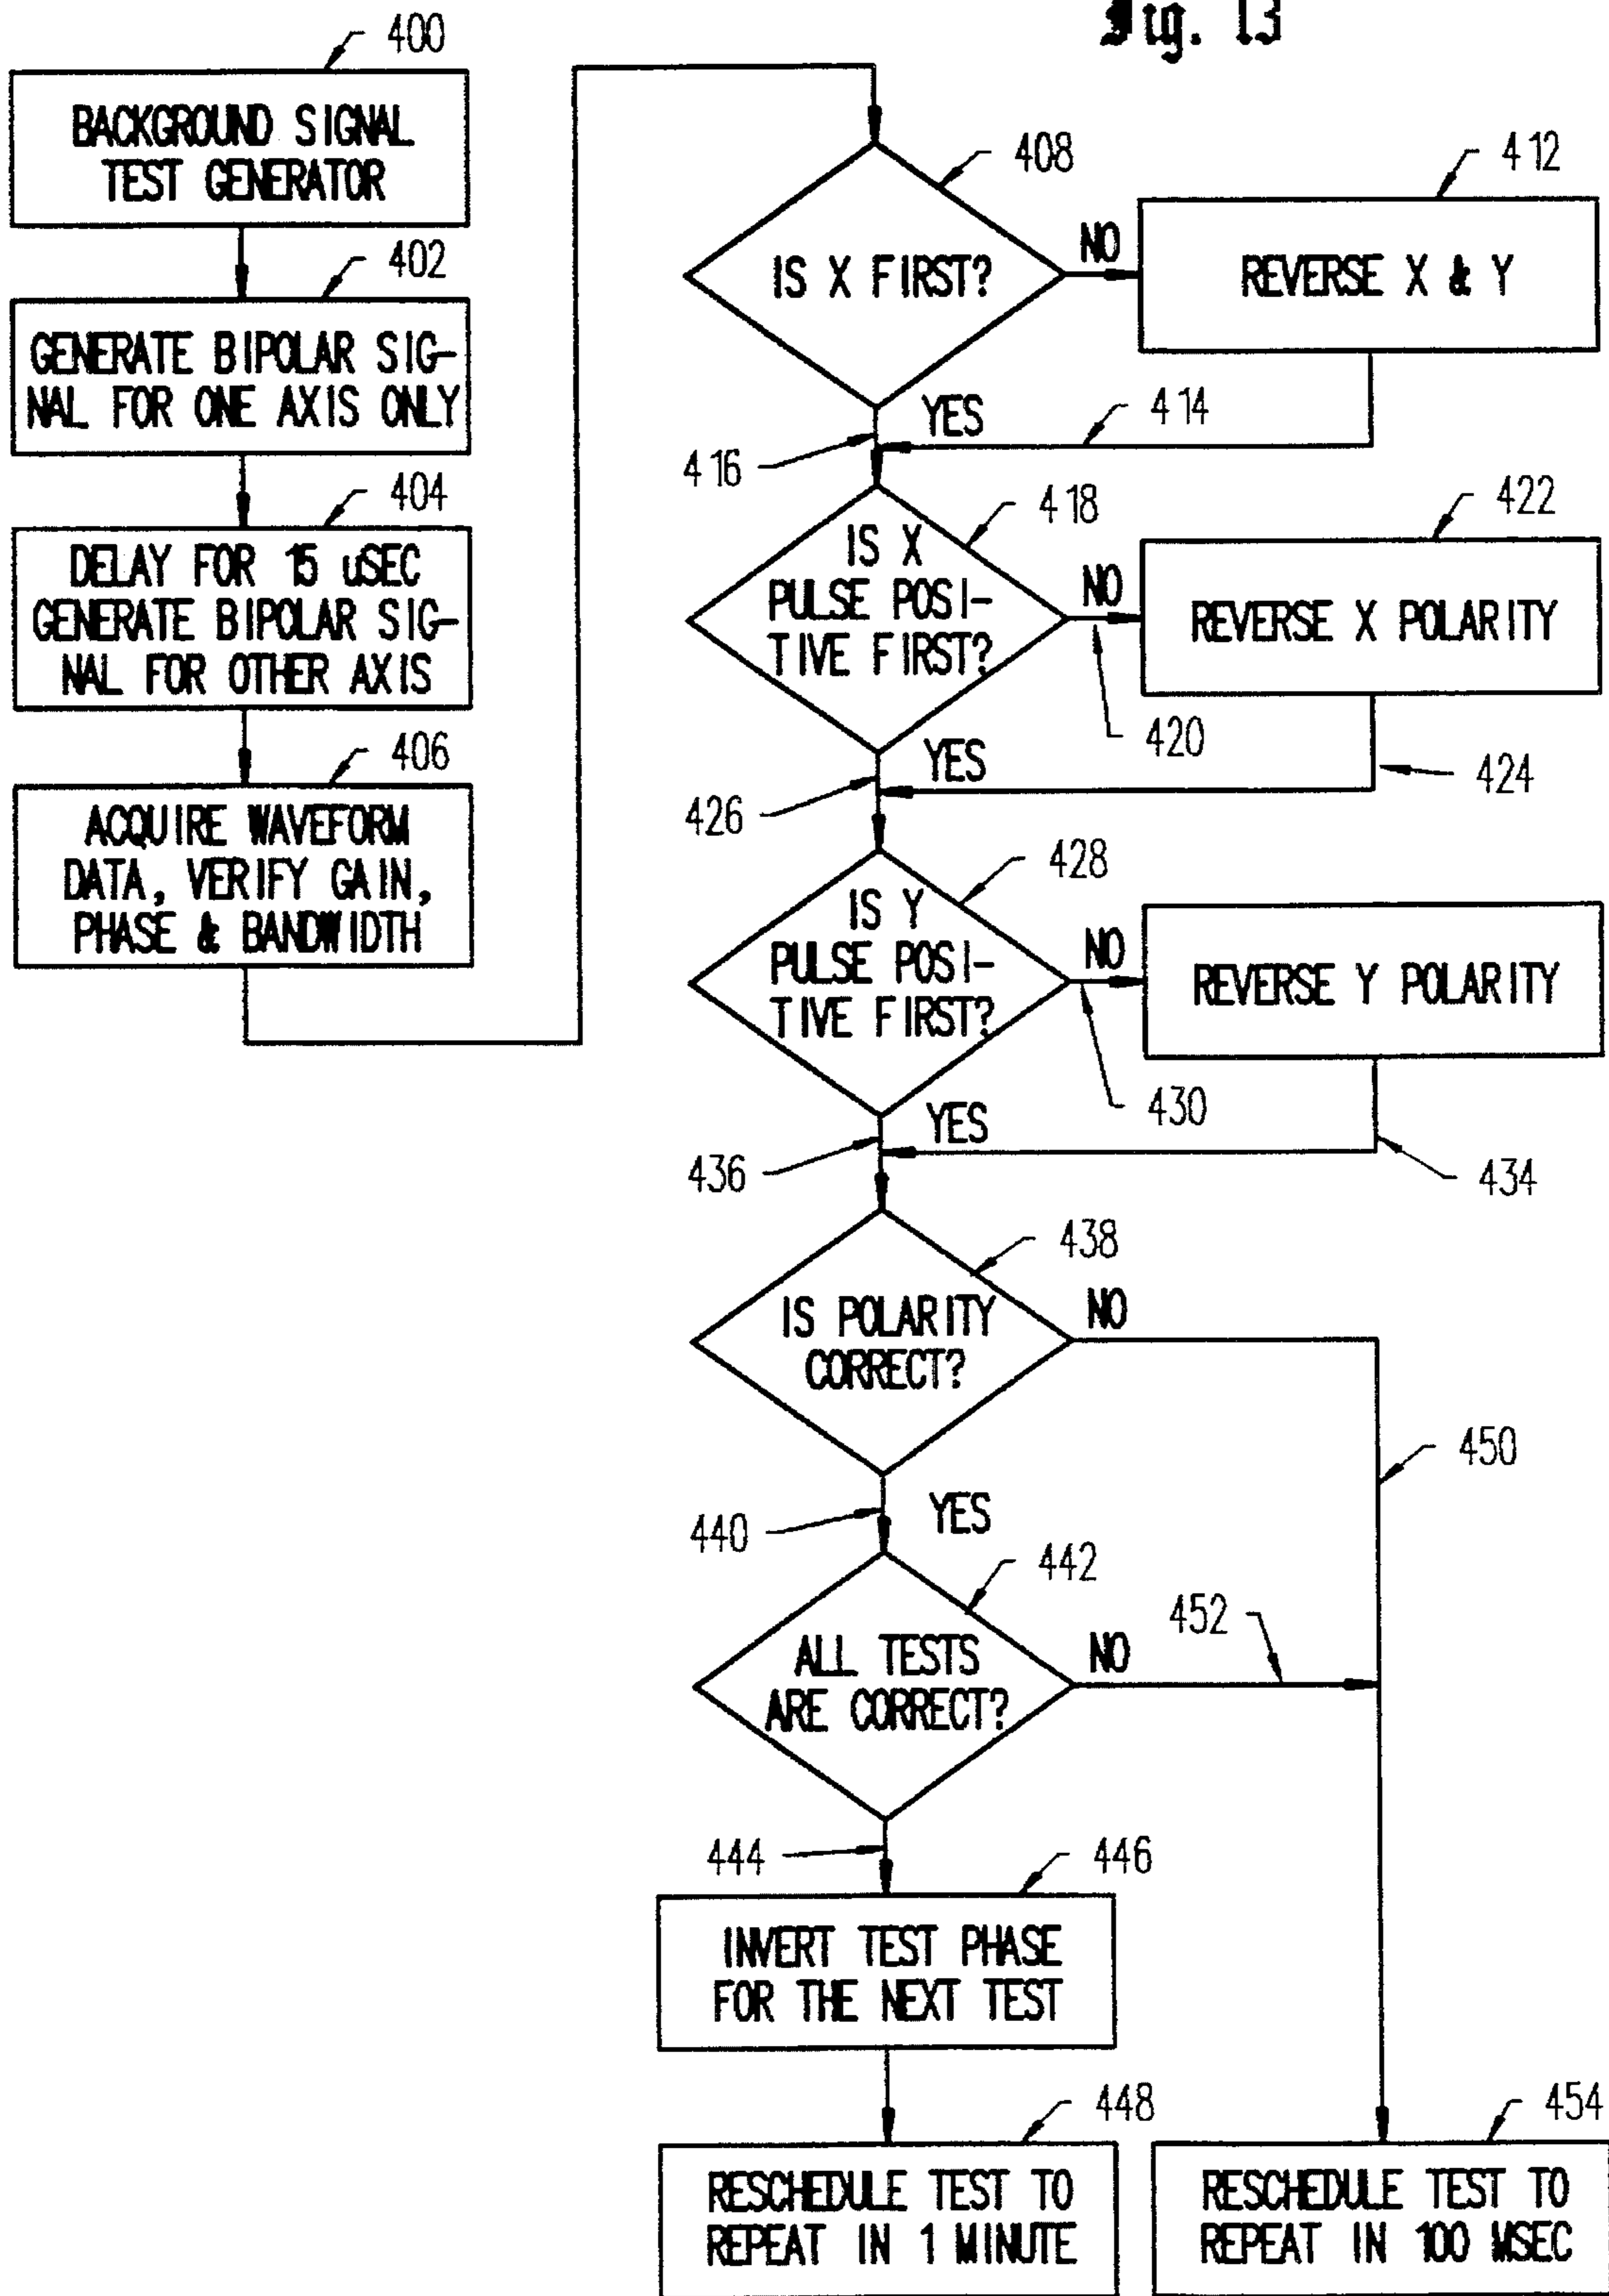 Fig. 13
400
BACKGROUND SIGNAL
TEST GENERATOR
402
GENERATE BIPOLAR SIG-
NAL FOR ONE AXIS ONLY
404
DELAY FOR 15 uSEC
GENERATE BIPOLAR SIG-
NAL FOR OTHER AXIS
406
ACQUIRE WAVEFORM
DATA, VERIFY GAIN,
PHASE & BANDWIDTH
408
IS X FIRST?
NO
412
REVERSE X & Y
YES
414
416
418
IS X
PULSE POSI-
TIVE FIRST?
NO
420
422
REVERSE X POLARITY
YES
424
426
428
IS Y
PULSE POSI-
TIVE FIRST?
NO
430
REVERSE Y POLARITY
YES
434
436
438
IS POLARITY
CORRECT?
NO
450
YES
440
442
ALL TESTS
ARE CORRECT?
NO
452
444
446
INVERT TEST PHASE
FOR THE NEXT TEST
448
RESCHEDULE TEST TO
REPEAT IN 1 MINUTE
454
RESCHEDULE TEST TO
REPEAT IN 100 MSEC